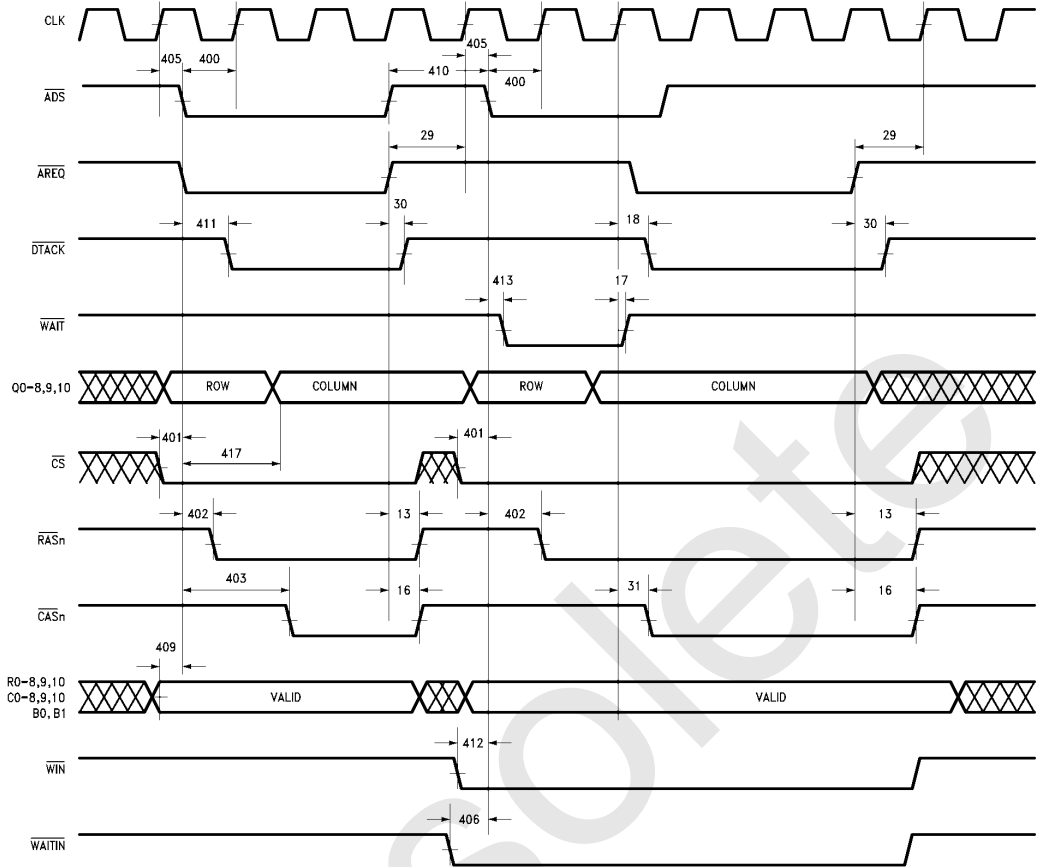 CLK
405
405 400
410
400
ADS
29
29
AREQ
30
411
18
30
DTACK
413
17
WAIT
Q0-8,9,10
ROW
COLUMN
ROW
COLUMN
401
401
CS
417
402
13
402
13
RASn
403
16
31
16
CASn
409
R0-8,9,10
C0-8,9,10
B0,B1
VALID
VALID
412
WIN
406
WAITIN
solete